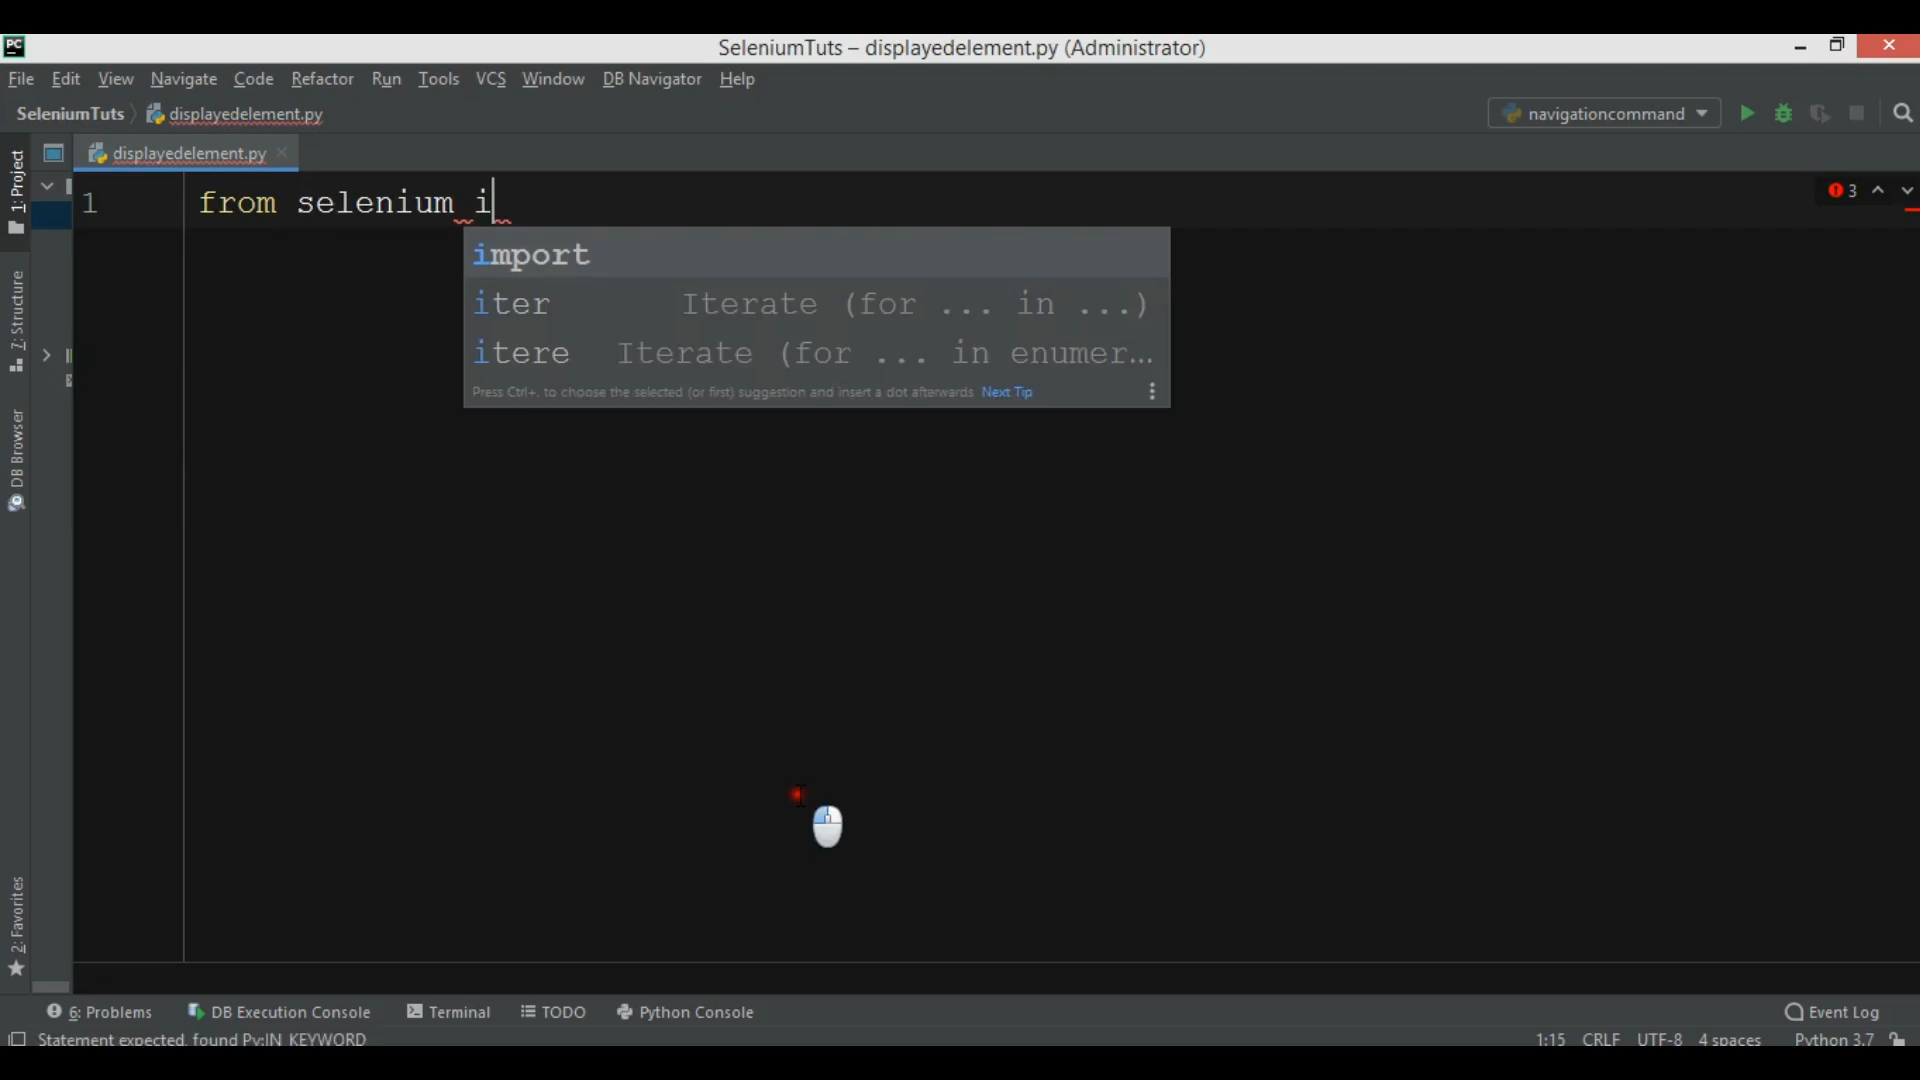 PC
SeleniumTuts – displayedelement.py (Administrator)
File Edit View Navigate Code Refactor Run Tools VCS Window DB Navigator Help
SeleniumTuts displayedelement.py navigationcommand
displayedelement.py
1: Project
7: Structure
DB Browser
2: Favorites
1 from selenium i
3
import
iter Iterate (for ... in ...)
itere Iterate (for ... in enumer...
Press Ctrl+. to choose the selected (or first) suggestion and insert a dot afterwards Next Tip
6: Problems DB Execution Console Terminal TODO Python Console Event Log
Statement expected, found Py:IN_KEYWORD 1:15 CRLF UTF-8 4 spaces Python 3.7